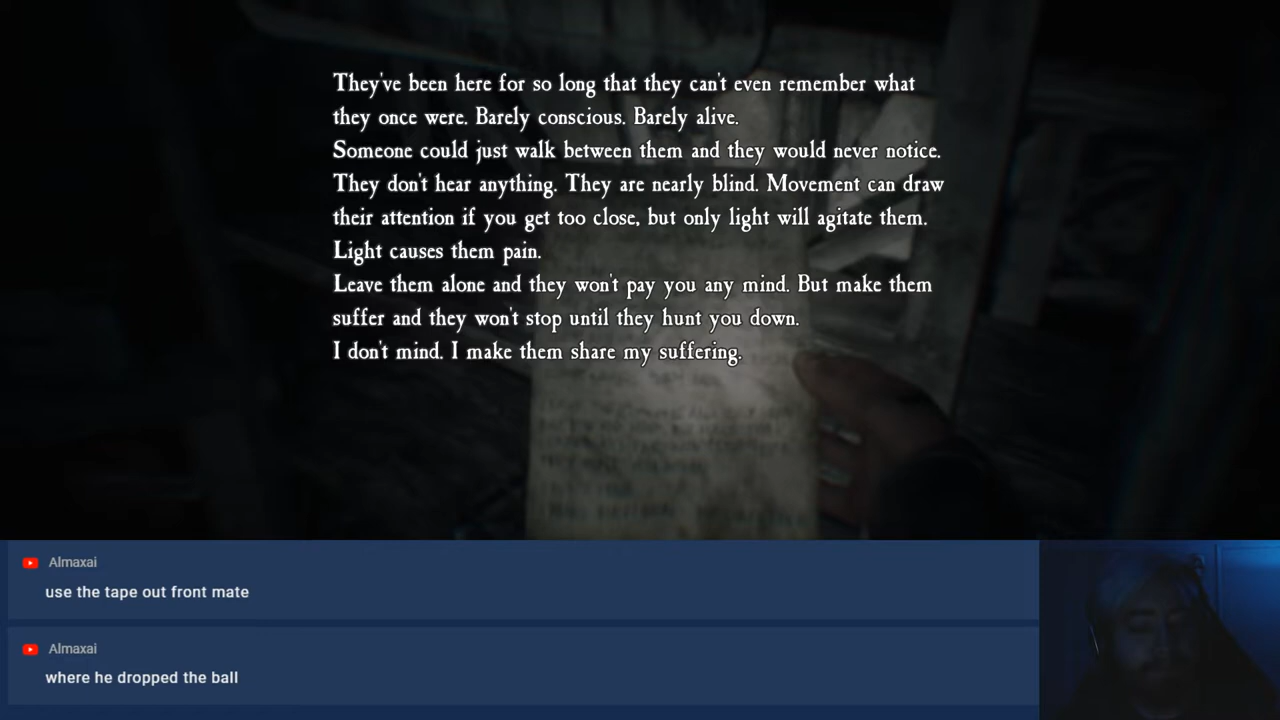 They've been here for so long that they can't even remember what
they once were. Barely conscious. Barely alive.
Someone could just walk between them and they would never notice.
They don't hear anything. They are nearly blind. Movement can draw
their attention if you get too close, but only light will agitate them.
Light causes them pain.
Leave them alone and they won't pay you any mind. But make them
suffer and they won't stop until they hunt you down.
I don't mind. I make them share my suffering.
Almaxai
use the tape out front mate
Almaxai
where he dropped the ball